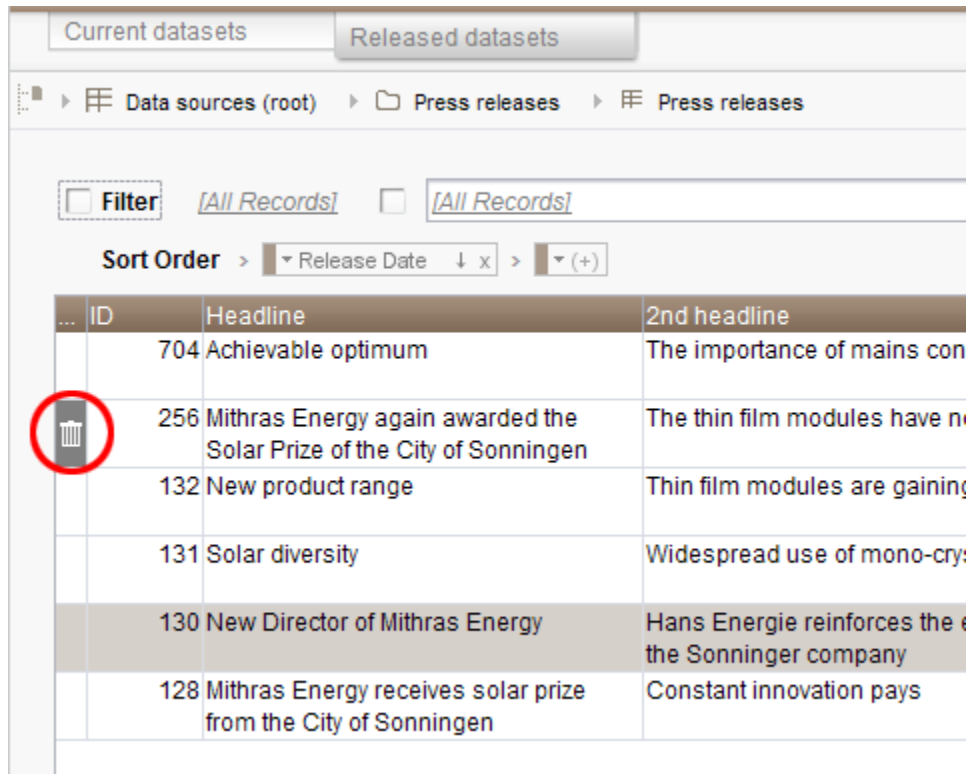 Current datasets
Released datasets
Data sources (root) Press releases Press releases
Filter [All Records] [All Records]
Sort Order > Release Date ↓ x > (+)
... ID Headline 2nd headline
704 Achievable optimum The importance of mains con
256 Mithras Energy again awarded the The thin film modules have
Solar Prize of the City of Sonningen
132 New product range Thin film modules are gaining
131 Solar diversity Widespread use of mono-crys
130 New Director of Mithras Energy Hans Energie reinforces the
the Sonninger company
128 Mithras Energy receives solar prize Constant innovation pays
from the City of Sonningen